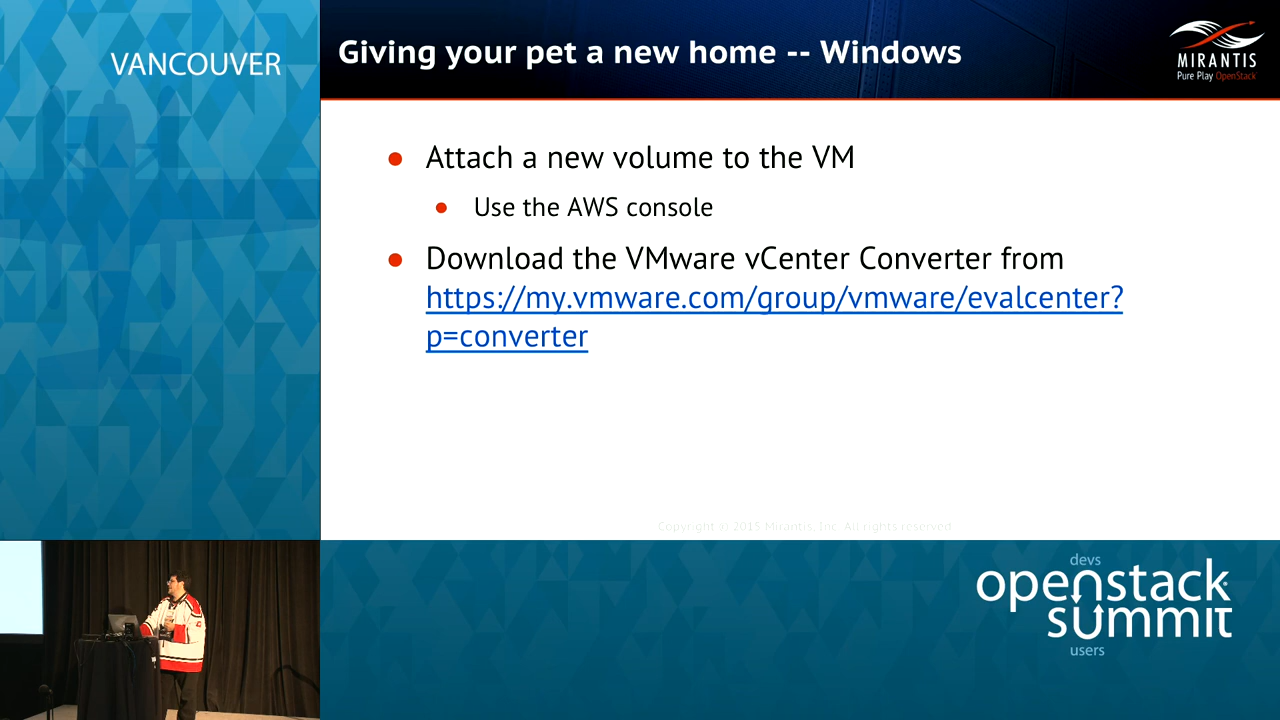 VANCOUVER
Giving your pet a new home -- Windows
MIRANTIS
Pure Play OpenStack
Attach a new volume to the VM
Use the AWS console
Download the VMware vCenter Converter from
https://my.vmware.com/group/vmware/evalcenter?
p=converter
Copyright © 2015 Mirantis, Inc. All rights reserved
devs
openstack
summit
users